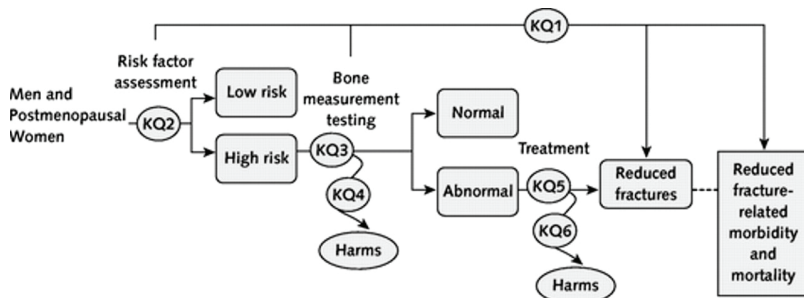 KQ1
Risk factor
assessment
Bone
measurement
testing
Men and
Postmenopausal
Women
KQ2
Low risk
High risk
KQ3
KQ4
Harms
Normal
Abnormal
Treatment
KQ5
KQ6
Harms
Reduced
fractures
Reduced
fracture-
related
morbidity
and
mortality